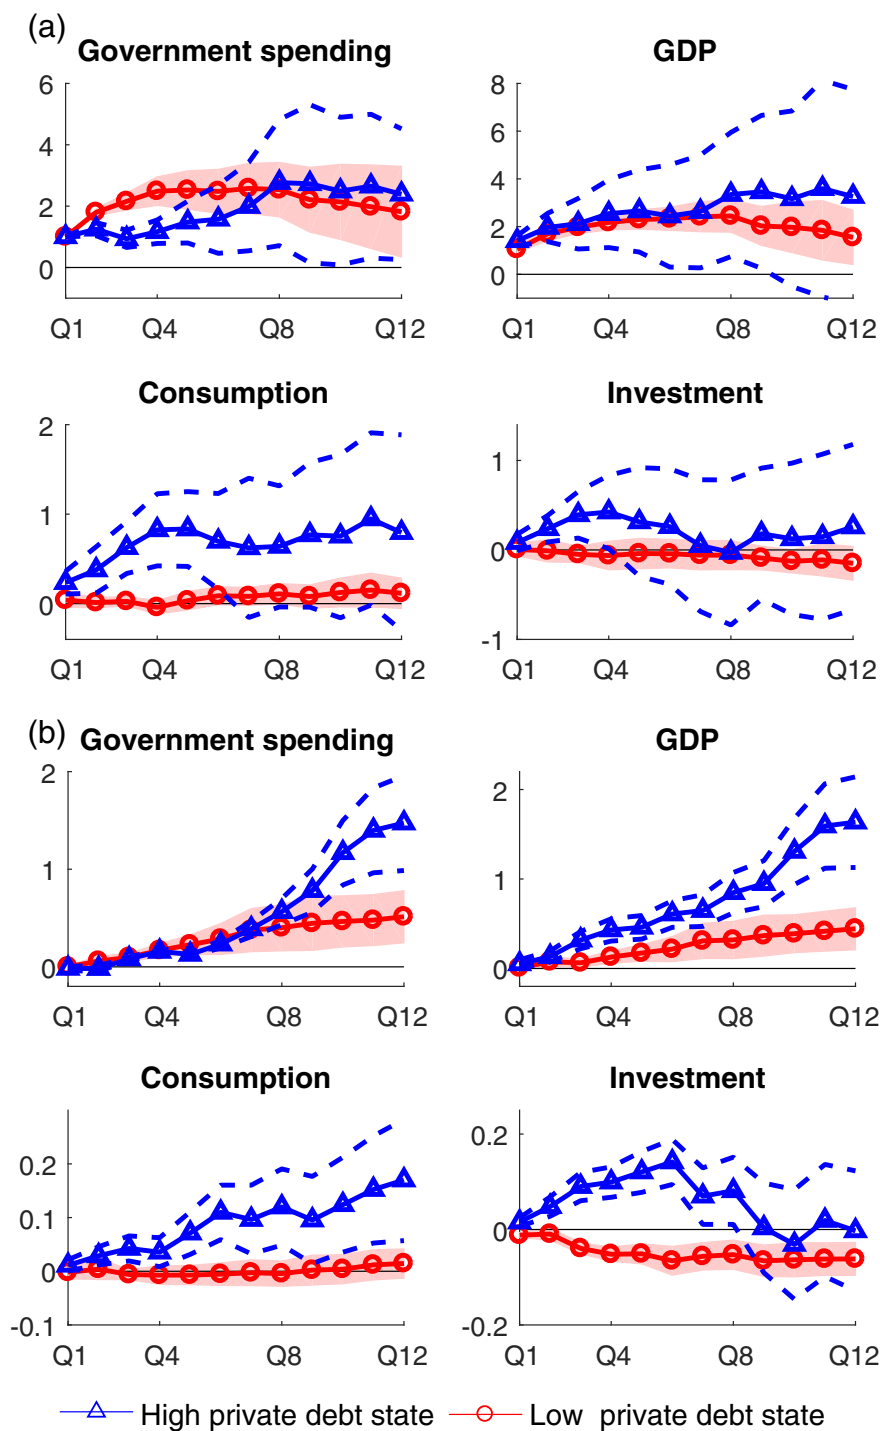 (a)
Government spending GDP
6 8
4 6
2 4
0 2
0
Q1 Q4 Q8 Q12 Q1 Q4 Q8 Q12
Consumption Investment
2
1 1
0 0
-1
Q1 Q4 Q8 Q12 Q1 Q4 Q8 Q12
(b)
Government spending GDP
2 2
1 1
0 0
Q1 Q4 Q8 Q12 Q1 Q4 Q8 Q12
Consumption Investment
0.2 0.2
0.1
0 0
-0.1 -0.2
Q1 Q4 Q8 Q12 Q1 Q4 Q8 Q12
High private debt state Low private debt state